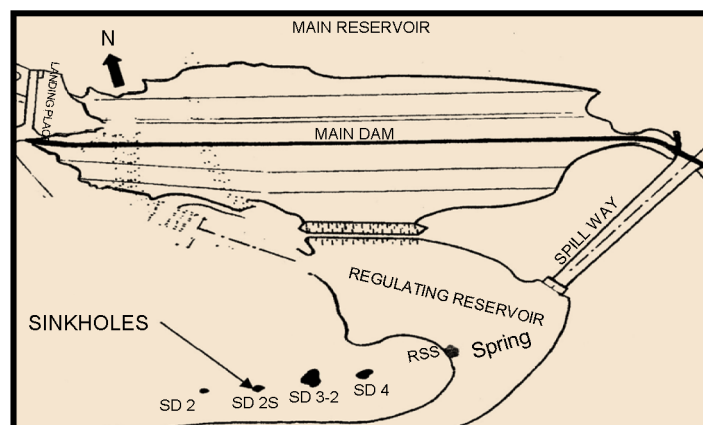 MAIN RESERVOIR
N
LANDING PLACE
MAIN DAM
SPILL WAY
REGULATING RESERVOIR
SINKHOLES
RSS
Spring
SD 2
SD 2S
SD 3-2
SD 4